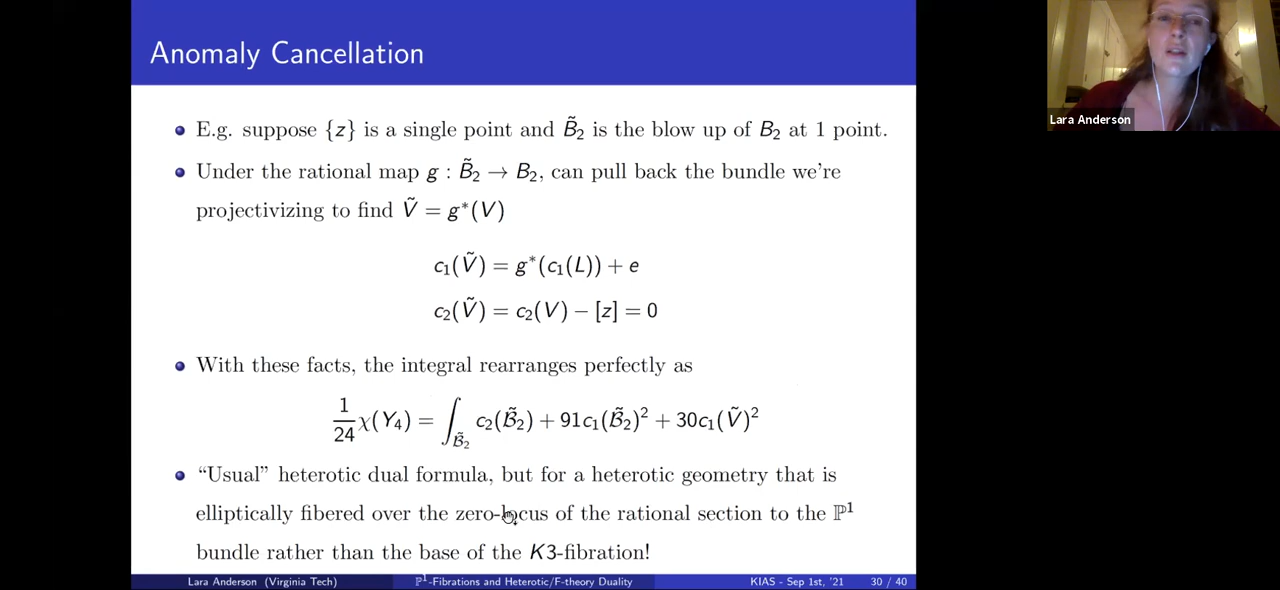 Anomaly Cancellation
E.g. suppose {z} is a single point and B̃₂ is the blow up of B₂ at 1 point.
Under the rational map g : B̃₂ → B₂, can pull back the bundle we're
projectivizing to find Ṽ = g*(V)
c₁(Ṽ) = g*(c₁(L)) + e
c₂(Ṽ) = c₂(V) − [z] = 0
With these facts, the integral rearranges perfectly as
1/24 χ(Y₄) = ∫_B̃₂ c₂(B̃₂) + 91c₁(B̃₂)² + 30c₁(Ṽ)²
“Usual” heterotic dual formula, but for a heterotic geometry that is
elliptically fibered over the zero-locus of the rational section to the ℙ¹
bundle rather than the base of the K3-fibration!
Lara Anderson (Virginia Tech) ℙ¹-Fibrations and Heterotic/F-theory Duality KIAS - Sep 1st, '21 30 / 40
Lara Anderson